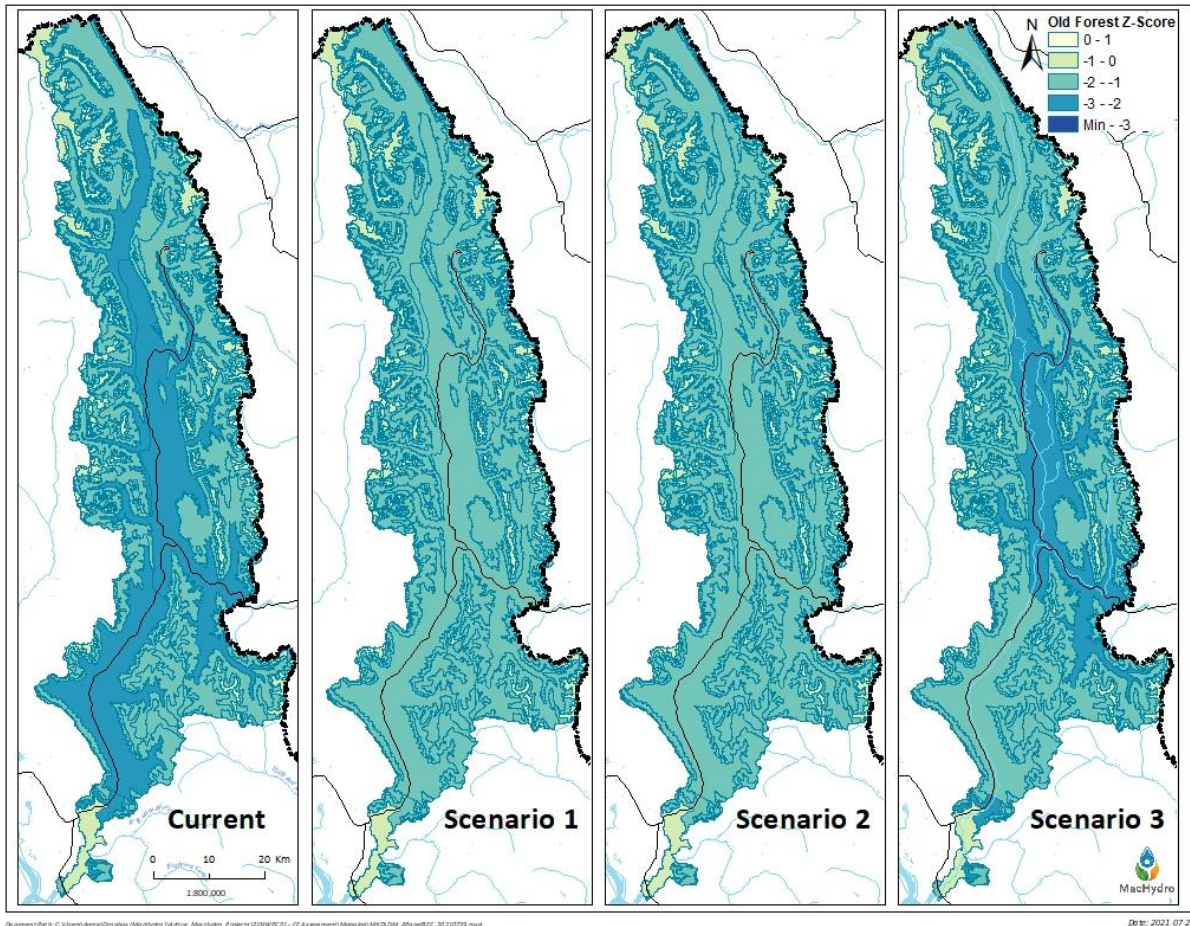 N
Old Forest Z-Score
0 - 1
-1 - 0
-2 - -1
-3 - -2
Min - -3
Current
Scenario 1
Scenario 2
Scenario 3
0 10 20 Km
1:800,000
MacHydro
Date: 2021-07-2